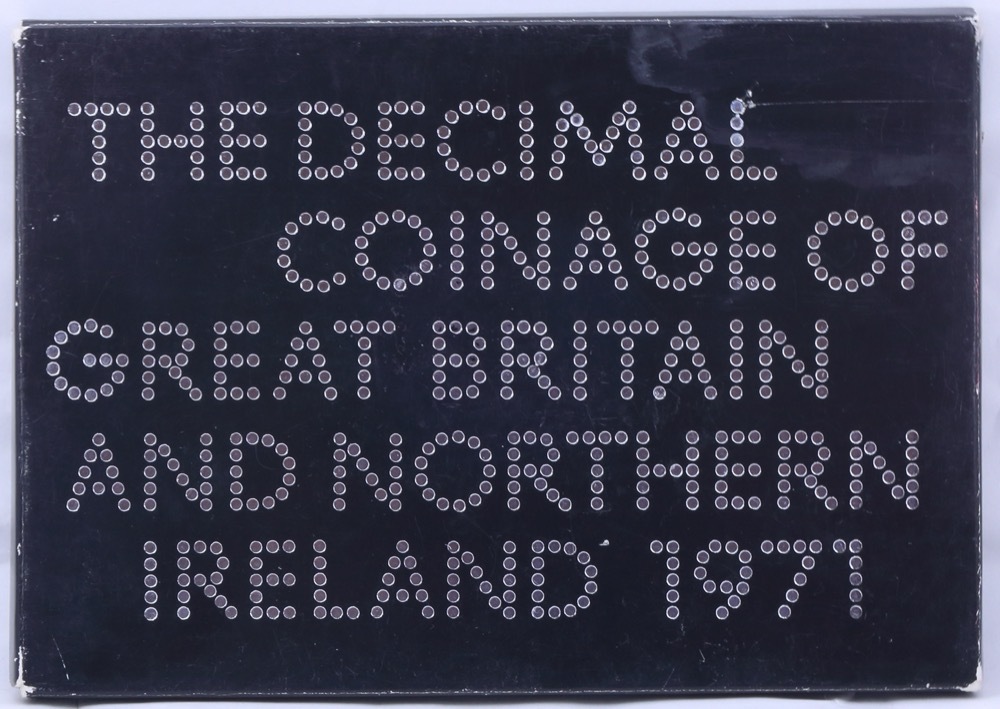 THE DECIMAL
COINAGE OF
GREAT BRITAIN
AND NORTHERN
IRELAND 1971